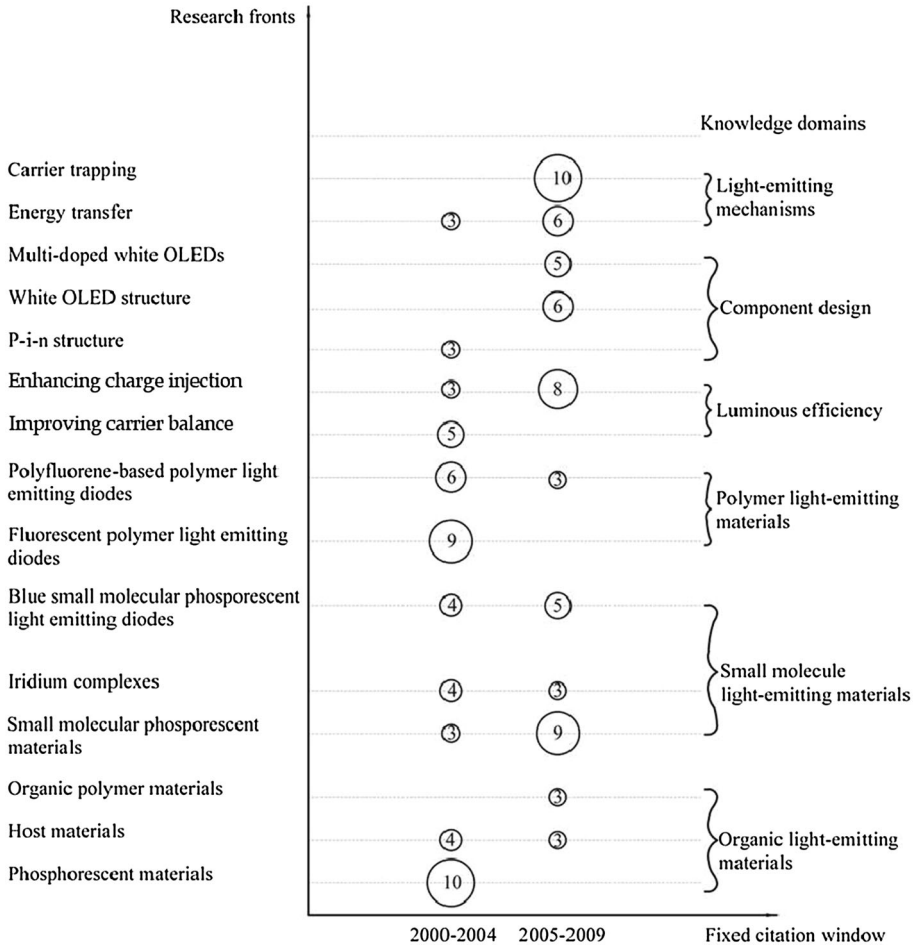 Research fronts
Knowledge domains
Carrier trapping
10
Light-emitting
mechanisms
Energy transfer
3
6
Multi-doped white OLEDs
5
White OLED structure
6
Component design
P-i-n structure
3
Enhancing charge injection
3
8
Luminous efficiency
Improving carrier balance
5
Polyfluorene-based polymer light
emitting diodes
6
3
Polymer light-emitting
materials
Fluorescent polymer light emitting
diodes
9
Blue small molecular phosporescent
light emitting diodes
4
5
Small molecule
light-emitting materials
Iridium complexes
4
3
Small molecular phosporescent
materials
3
9
Organic polymer materials
3
Host materials
4
3
Organic light-emitting
materials
Phosphorescent materials
10
2000-2004
2005-2009
Fixed citation window